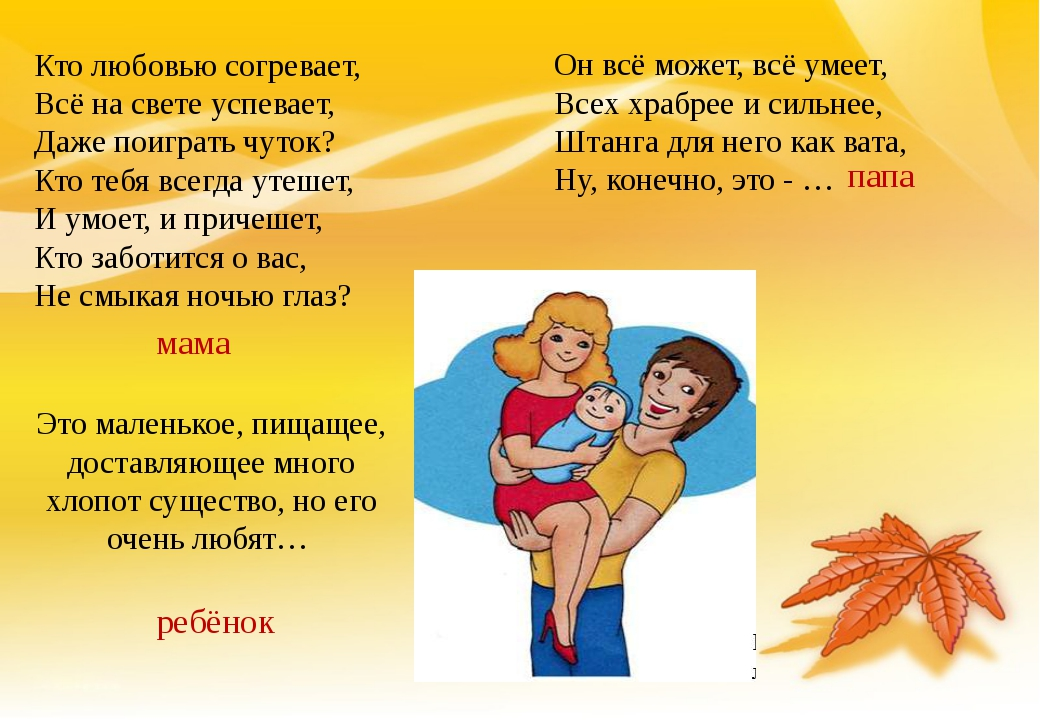 Кто любовью согревает,
Всё на свете успевает,
Даже поиграть чуток?
Кто тебя всегда утешет,
И умоет, и причешет,
Кто заботится о вас,
Не смыкая ночью глаз?
мама
Это маленькое, пищащее,
доставляющее много
хлопот существо, но его
очень любят…
ребёнок
Он всё может, всё умеет,
Всех храбрее и сильнее,
Штанга для него как вата,
Ну, конечно, это - … папа